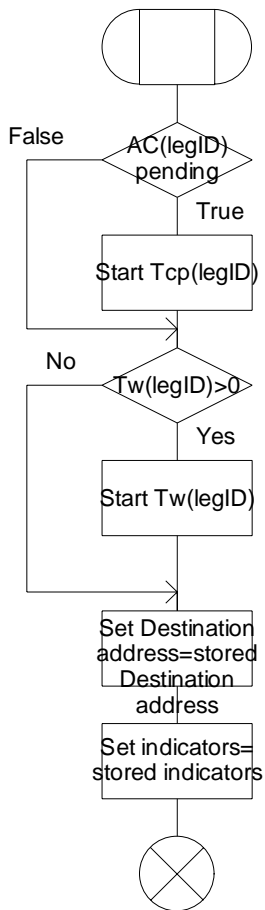 False
AC(legID)
pending
True
Start Tcp(legID)
No
Tw(legID)>0
Yes
Start Tw(legID)
Set Destination
address=stored
Destination
address
Set indicators=
stored indicators